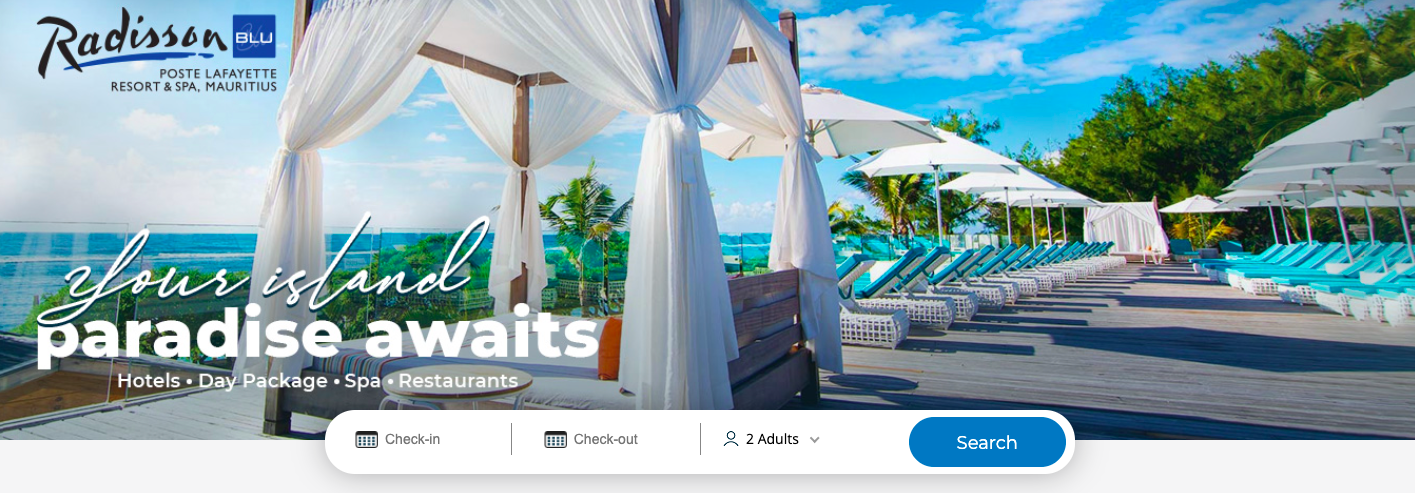 Radisson BLU
POSTE LAFAYETTE
RESORT & SPA, MAURITIUS
Your island
paradise awaits
Hotels • Day Package • Spa • Restaurants
Check-in
Check-out
2 Adults
Search